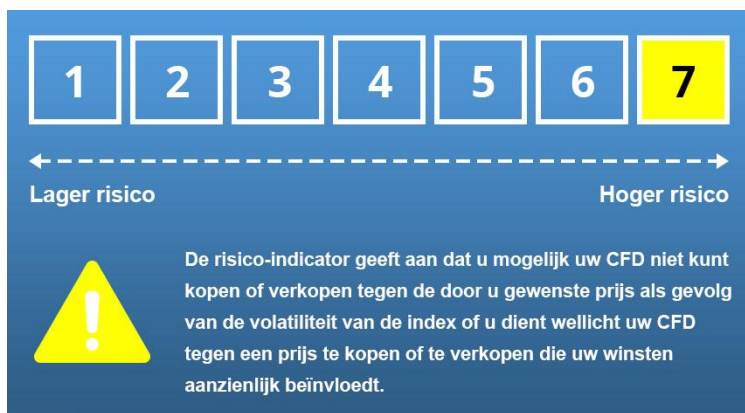 1 2 3 4 5 6 7
Lager risico Hoger risico
De risico-indicator geeft aan dat u mogelijk uw CFD niet kunt
kopen of verkopen tegen de door u gewenste prijs als gevolg
van de volatiliteit van de index of u dient wellicht uw CFD
tegen een prijs te kopen of te verkopen die uw winsten
aanzienlijk beïnvloedt.